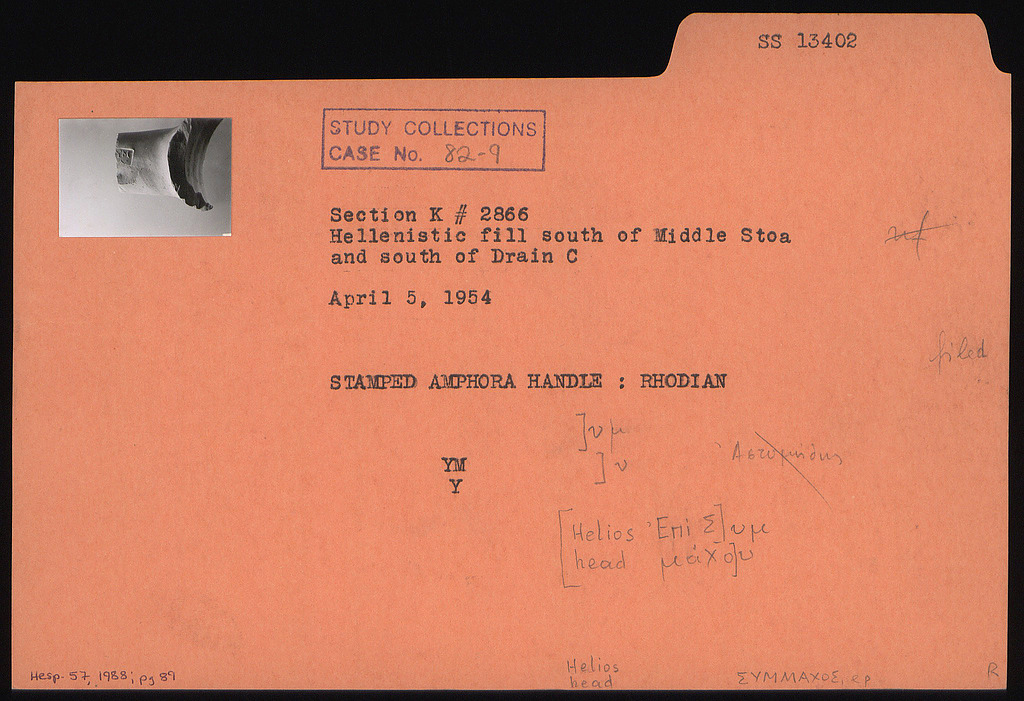 SS 13402
STUDY COLLECTIONS
CASE No. 82-9
Section K # 2866
Hellenistic fill south of Middle Stoa
and south of Drain C
April 5, 1954
filed
STAMPED AMPHORA HANDLE : RHODIAN
]υμ
]υ
YM
Y
[Helios Ἐπὶ Σ]υμ
head μάχο]υ
Helios
head
ΣΥΜΜΑΧΟΣ, ep
R
Hesp. 57, 1988; pg 89